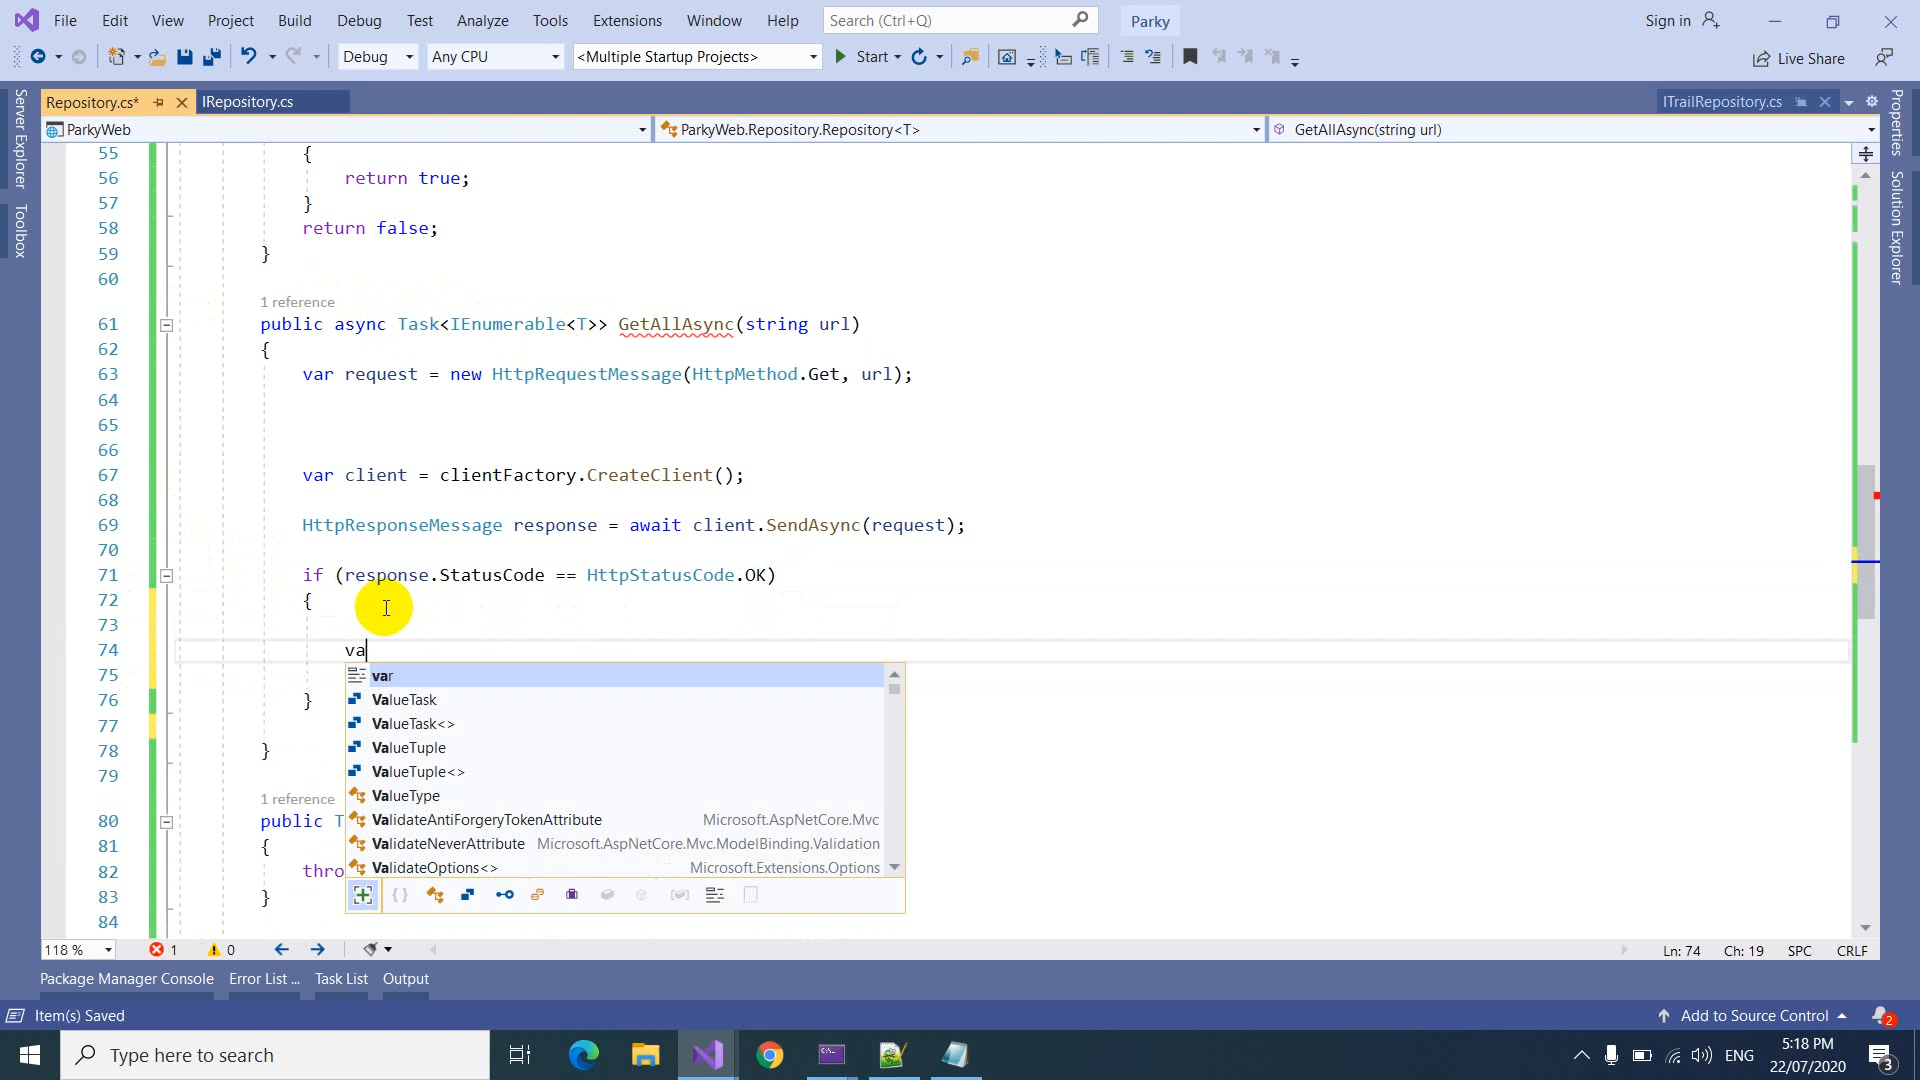 File Edit View Project Build Debug Test Analyze Tools Extensions Window Help Search (Ctrl+Q) Parky Sign in
Debug Any CPU <Multiple Startup Projects> Start Live Share
Repository.cs* IRepository.cs ITrailRepository.cs
ParkyWeb ParkyWeb.Repository.Repository<T> GetAllAsync(string url)
Server Explorer
Toolbox
Properties
Solution Explorer
55 {
56 return true;
57 }
58 return false;
59 }
60
1 reference
61 public async Task<IEnumerable<T>> GetAllAsync(string url)
62 {
63 var request = new HttpRequestMessage(HttpMethod.Get, url);
64
65
66
67 var client = clientFactory.CreateClient();
68
69 HttpResponseMessage response = await client.SendAsync(request);
70
71 if (response.StatusCode == HttpStatusCode.OK)
72 {
73
74 va
75
76 }
77
78 }
79
1 reference
80 public T
81 {
82 thro
83 }
84
var
ValueTask
ValueTask<>
ValueTuple
ValueTuple<>
ValueType
ValidateAntiForgeryTokenAttribute Microsoft.AspNetCore.Mvc
ValidateNeverAttribute Microsoft.AspNetCore.Mvc.ModelBinding.Validation
ValidateOptions<> Microsoft.Extensions.Options
118 % 1 0 Ln: 74 Ch: 19 SPC CRLF
Package Manager Console Error List ... Task List Output
Item(s) Saved Add to Source Control 2
Type here to search ENG 5:18 PM
22/07/2020 3